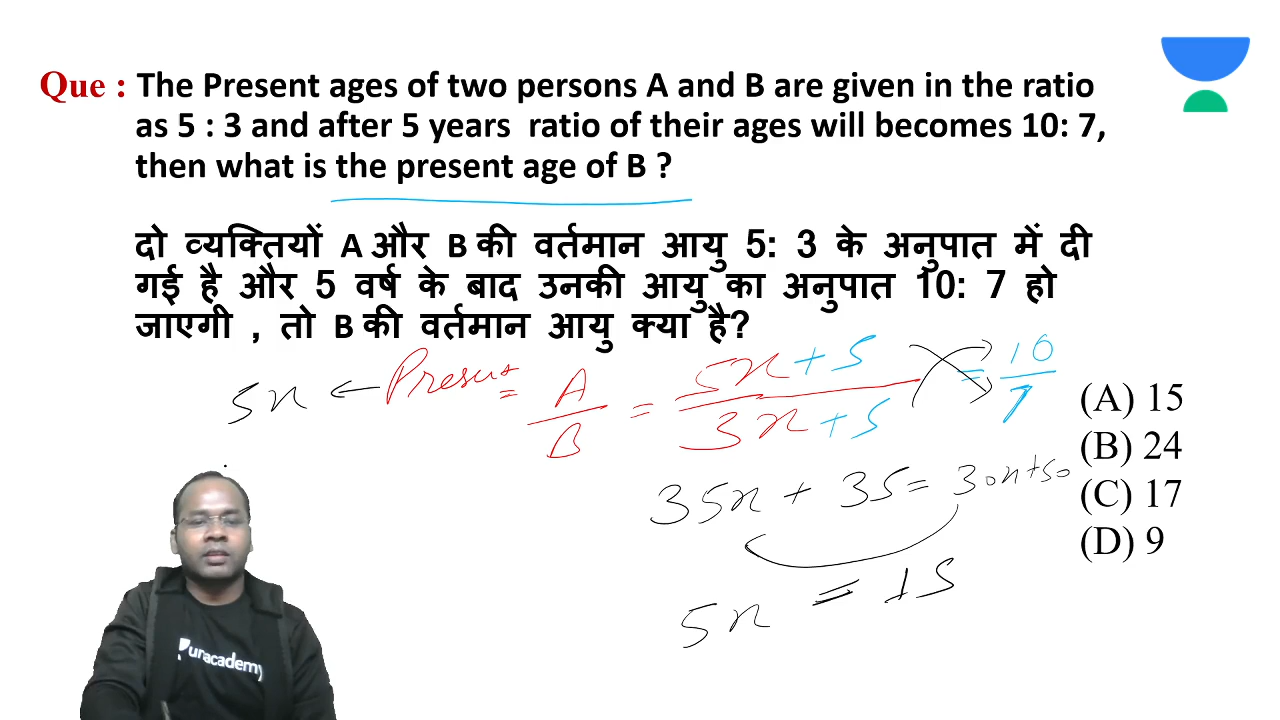 Que : The Present ages of two persons A and B are given in the ratio
as 5 : 3 and after 5 years ratio of their ages will becomes 10: 7,
then what is the present age of B ?
दो व्यक्तियों A और B की वर्तमान आयु 5: 3 के अनुपात में दी
गई है और 5 वर्ष के बाद उनकी आयु का अनुपात 10: 7 हो
जाएगी , तो B की वर्तमान आयु क्या है?
5x ← Present = A/B = 5x+5/3x+5 = 10/7
35x + 35 = 30x+50
5x = 15
(A) 15
(B) 24
(C) 17
(D) 9
unacademy